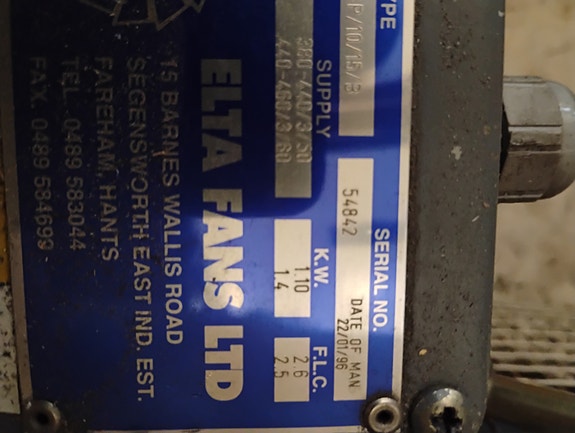 YPE
SERIAL NO.
P/10/15/B
54842
DATE OF MAN
22/01/96
SUPPLY
K.W.
F.L.C.
380-440/3/50
1.10
2.6
440-480/3/60
1.4
2.5
ELTA FANS LTD
15 BARNES WALLIS ROAD
SEGENSWORTH EAST IND. EST.
FAREHAM, HANTS
TEL. 0489 583044
FAX. 0489 584699